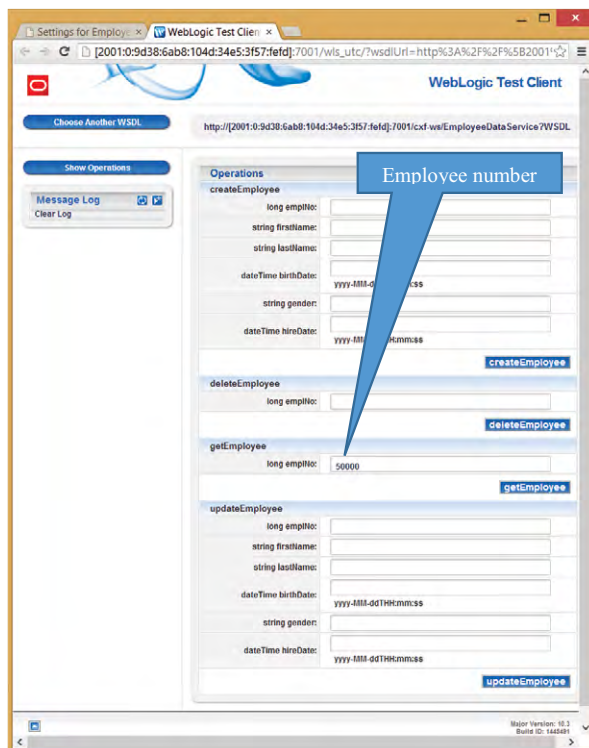 Settings for Employe
WebLogic Test Clien
[2001:0:9d38:6ab8:104d:34e5:3f57:fefd]:7001/wls_utc/?wsdlUrl=http%3A%2F%2F%5B2001
WebLogic Test Client
Choose Another WSDL
http://[2001:0:9d38:6ab8:104d:34e5:3f57:fefd]:7001/cxf-ws/EmployeeDataService?WSDL
Show Operations
Message Log
Clear Log
Operations
Employee number
createEmployee
long emplNo:
string firstName:
string lastName:
dateTime birthDate:
yyyy-MM-d :mm:ss
string gender:
dateTime hireDate:
yyyy-MM H:mm:ss
createEmployee
deleteEmployee
long emplNo:
deleteEmployee
getEmployee
long emplNo:
50000
getEmployee
updateEmployee
long emplNo:
string firstName:
string lastName:
dateTime birthDate:
yyyy-MM-ddTHH:mm:ss
string gender:
dateTime hireDate:
yyyy-MM-ddTHH:mm:ss
updateEmployee
Major Version: 10.3
Build ID: 1440491